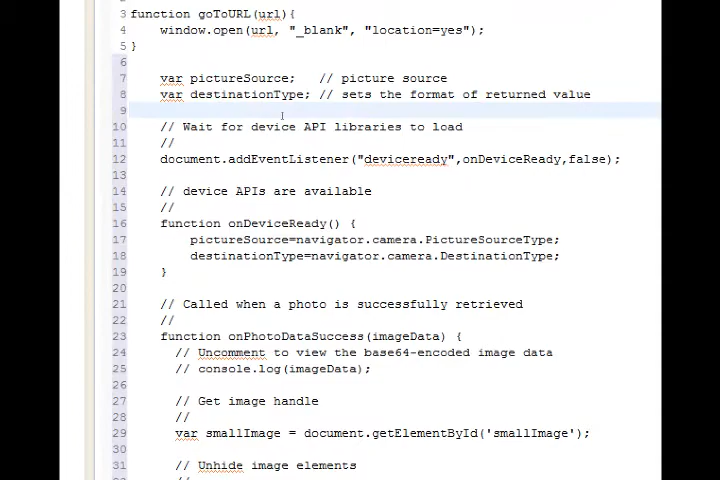 3 function goToURL(url){
4 window.open(url, "_blank", "location=yes");
5 }
6
7 var pictureSource; // picture source
8 var destinationType; // sets the format of returned value
9
10 // Wait for device API libraries to load
11 //
12 document.addEventListener("deviceready",onDeviceReady,false);
13
14 // device APIs are available
15 //
16 function onDeviceReady() {
17 pictureSource=navigator.camera.PictureSourceType;
18 destinationType=navigator.camera.DestinationType;
19 }
20
21 // Called when a photo is successfully retrieved
22 //
23 function onPhotoDataSuccess(imageData) {
24 // Uncomment to view the base64-encoded image data
25 // console.log(imageData);
26
27 // Get image handle
28 //
29 var smallImage = document.getElementById('smallImage');
30
31 // Unhide image elements